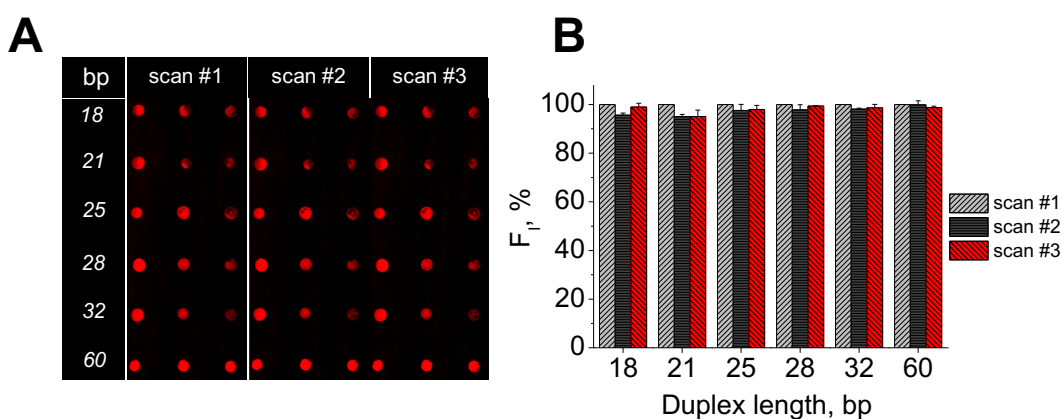 A
bp scan #1 scan #2 scan #3
18
21
25
28
32
60
B
100
80
60
40
20
0
F_I, %
18 21 25 28 32 60
Duplex length, bp
scan #1
scan #2
scan #3